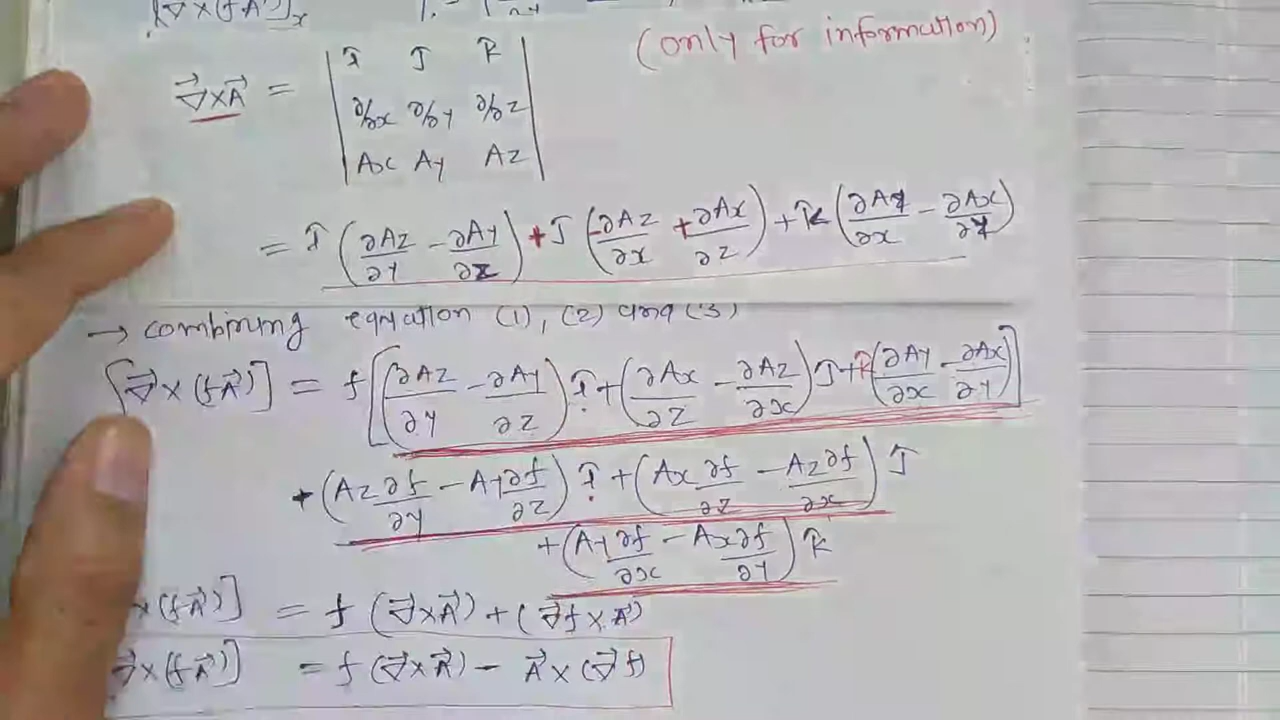 [∇×(fA⃗)]x
(only for information)
∇⃗×A⃗ = | î ĵ k̂ |
| ∂/∂x ∂/∂y ∂/∂z |
| Ax Ay Az |
= î (∂Az/∂y - ∂Ay/∂z) + ĵ (-∂Az/∂x + ∂Ax/∂z) + k̂ (∂Ay/∂x - ∂Ax/∂y)
→ combining equation (1), (2) and (3)
[∇⃗×(fA⃗)] = f[(∂Az/∂y - ∂Ay/∂z) î + (∂Ax/∂z - ∂Az/∂x) ĵ + k̂(∂Ay/∂x - ∂Ax/∂y)]
+ (Az ∂f/∂y - Ay ∂f/∂z) î + (Ax ∂f/∂z - Az ∂f/∂x) ĵ
+ (Ay ∂f/∂x - Ax ∂f/∂y) k̂
×(fA⃗)] = f (∇⃗×A⃗) + (∇⃗f × A⃗)
∇⃗×(fA⃗)] = f (∇⃗×A⃗) - A⃗ × (∇⃗f)